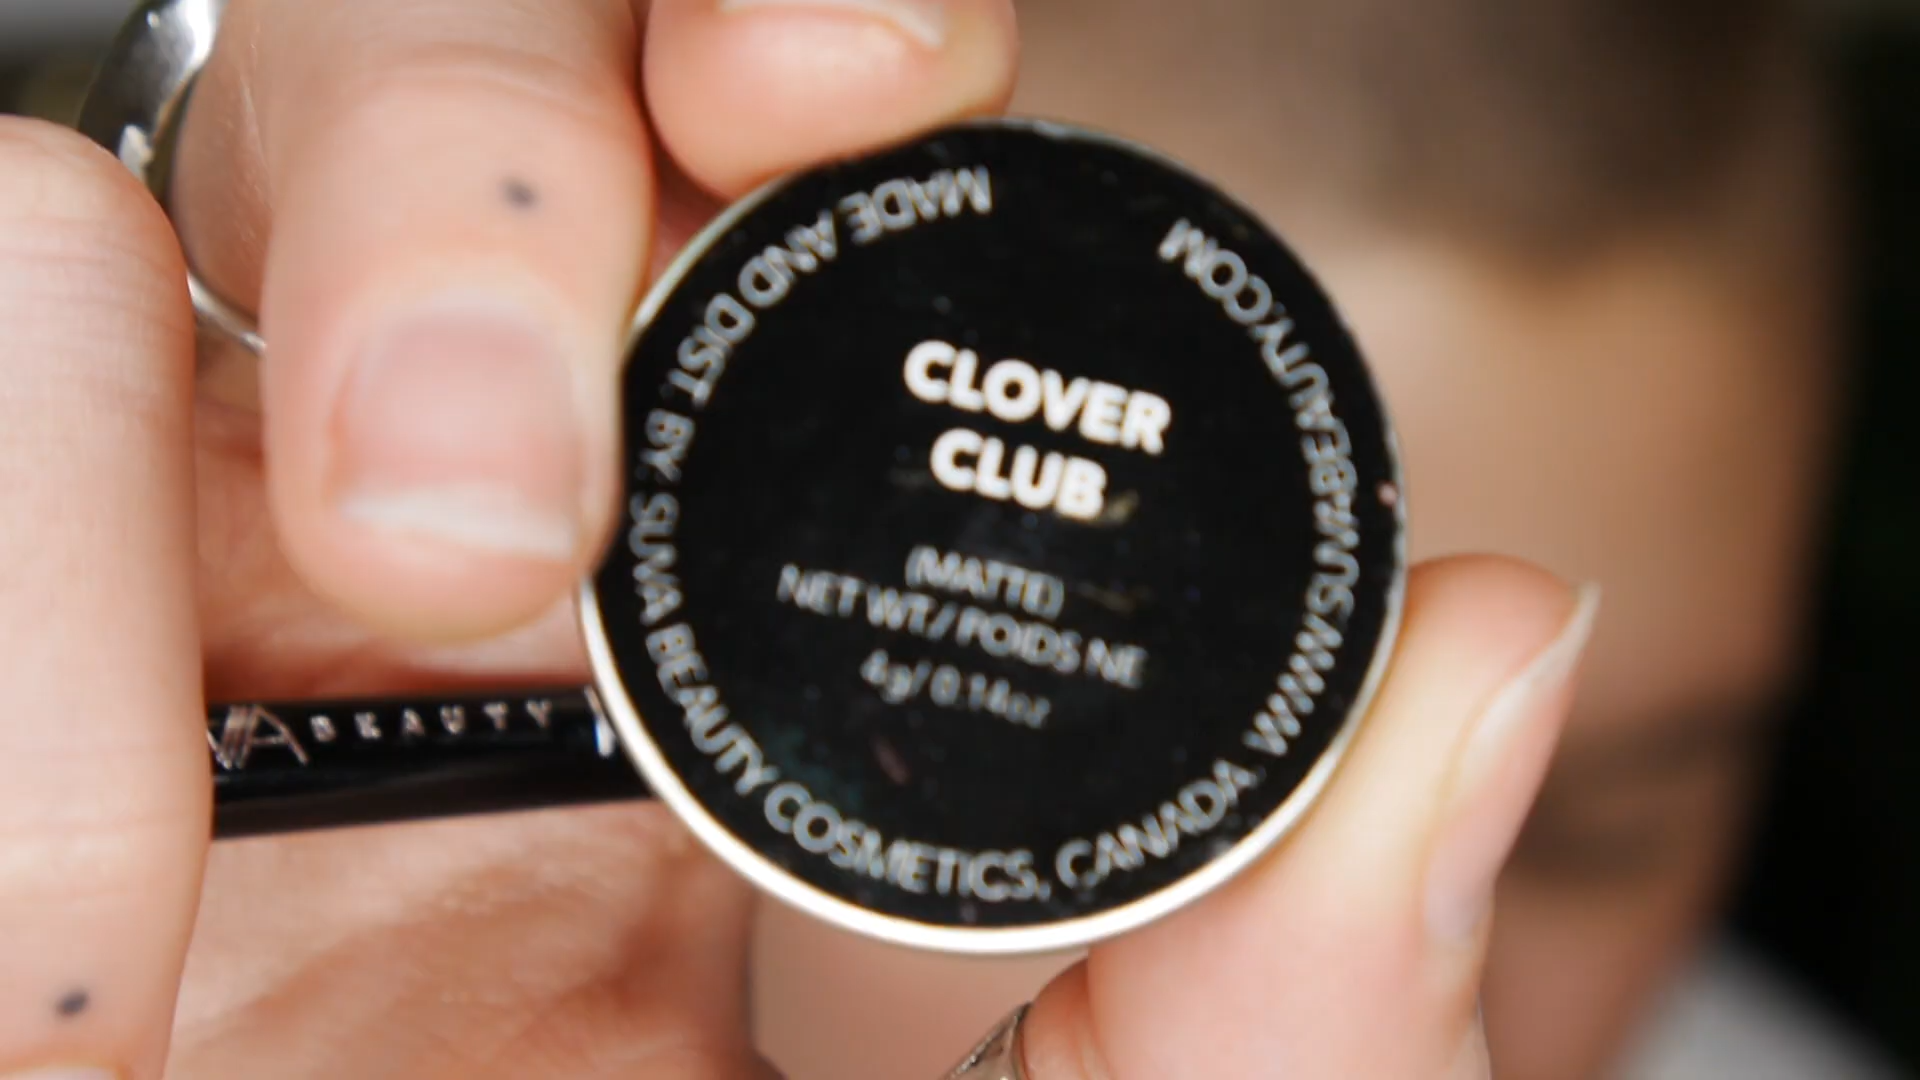 CLOVER
CLUB
(MATTE)
NET WT./ POIDS NE
4g/ 0.14oz
MADE AND DIST. BY: SUVA BEAUTY COSMETICS, CANADA. WWW.SUVABEAUTY.COM
VA BEAUTY